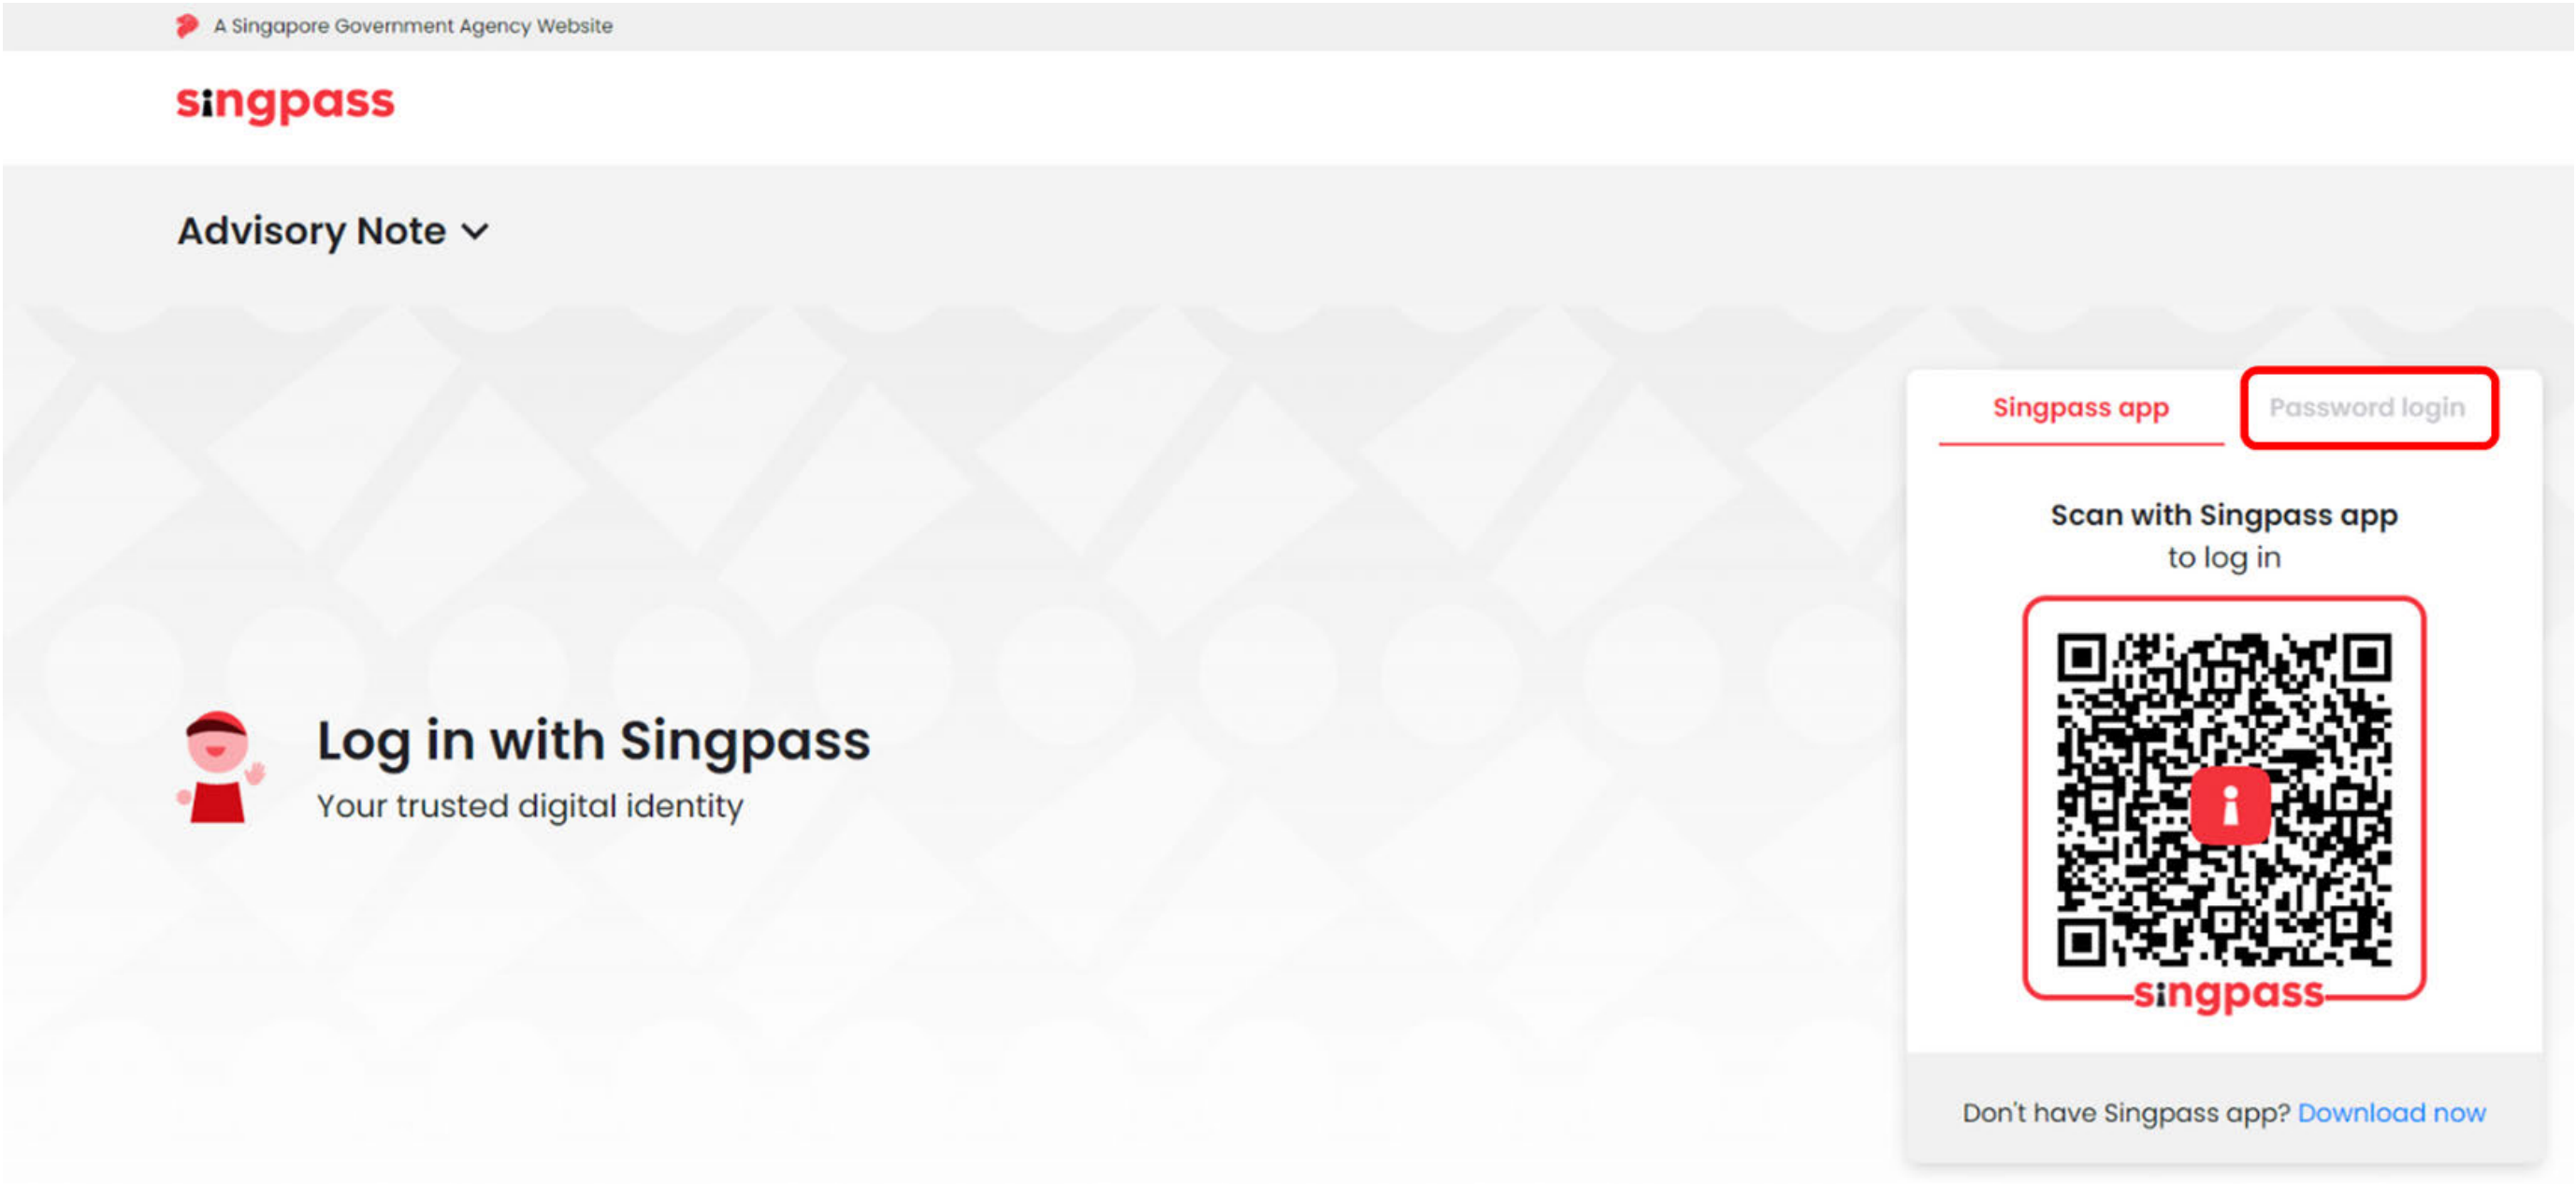 A Singapore Government Agency Website
singpass
Advisory Note
Singpass app
Password login
Scan with Singpass app
to log in
singpass
Log in with Singpass
Your trusted digital identity
Don't have Singpass app? Download now